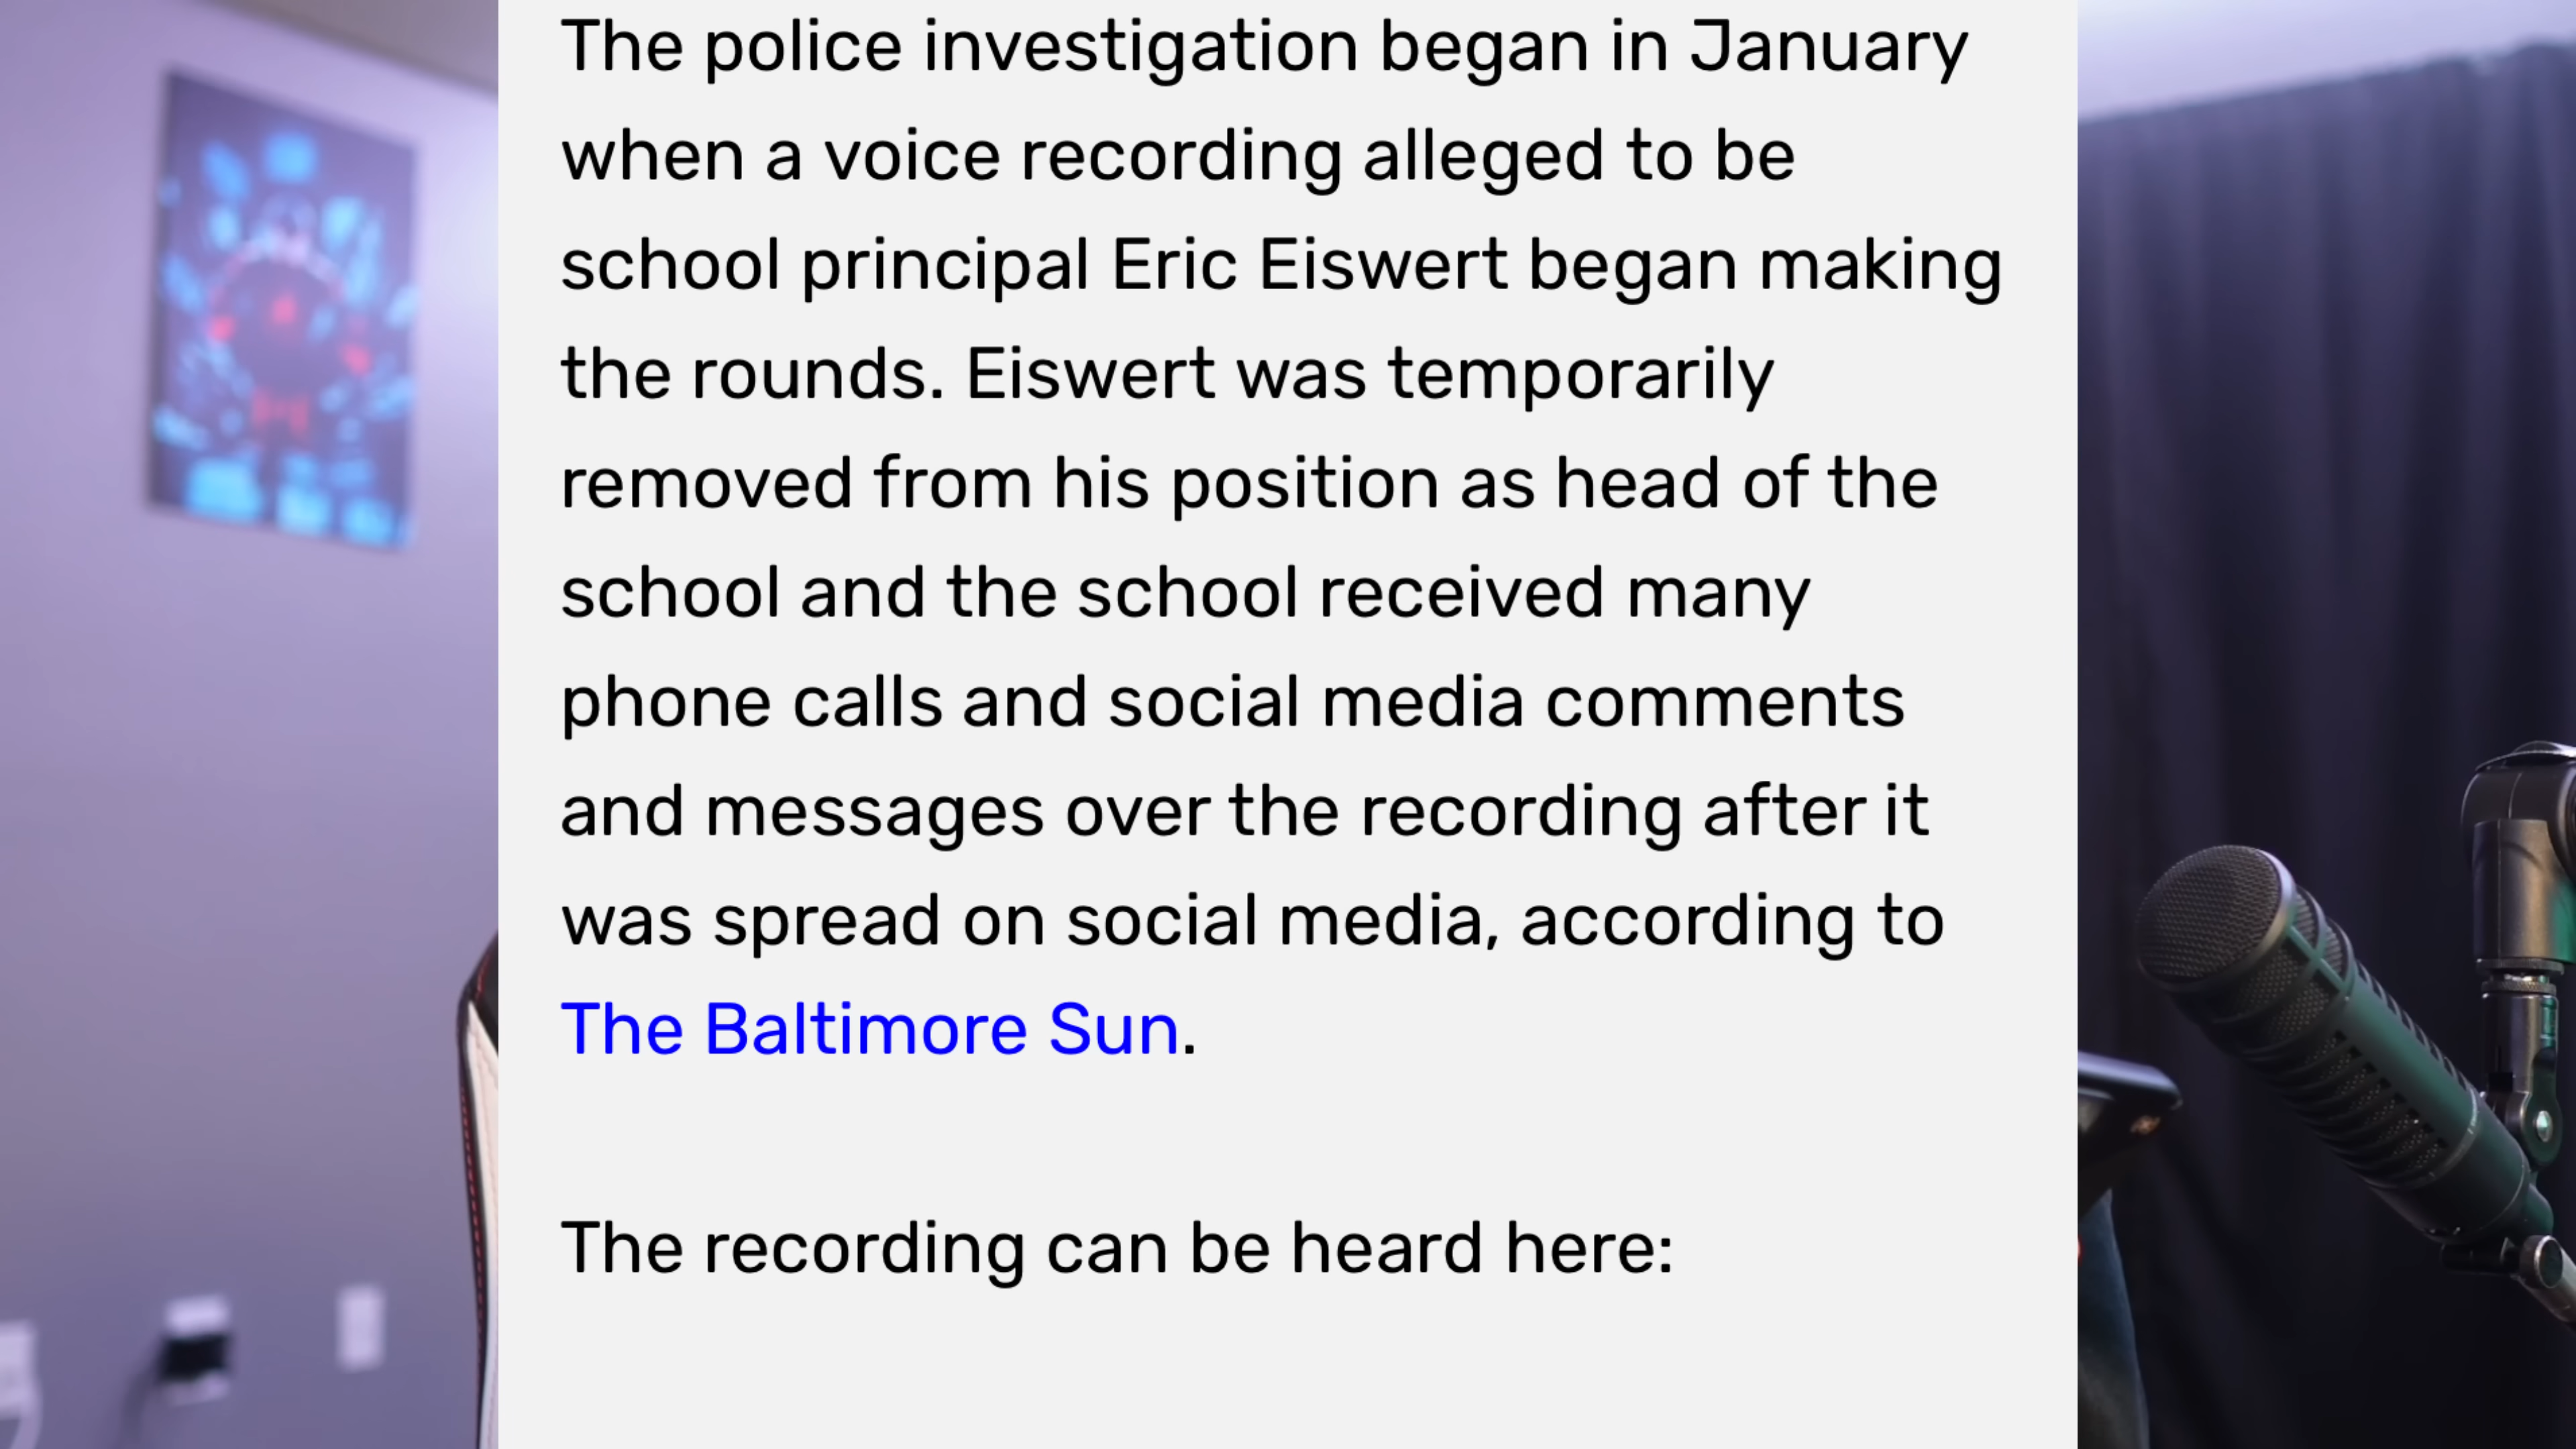 The police investigation began in January
when a voice recording alleged to be
school principal Eric Eiswert began making
the rounds. Eiswert was temporarily
removed from his position as head of the
school and the school received many
phone calls and social media comments
and messages over the recording after it
was spread on social media, according to
The Baltimore Sun.
The recording can be heard here: